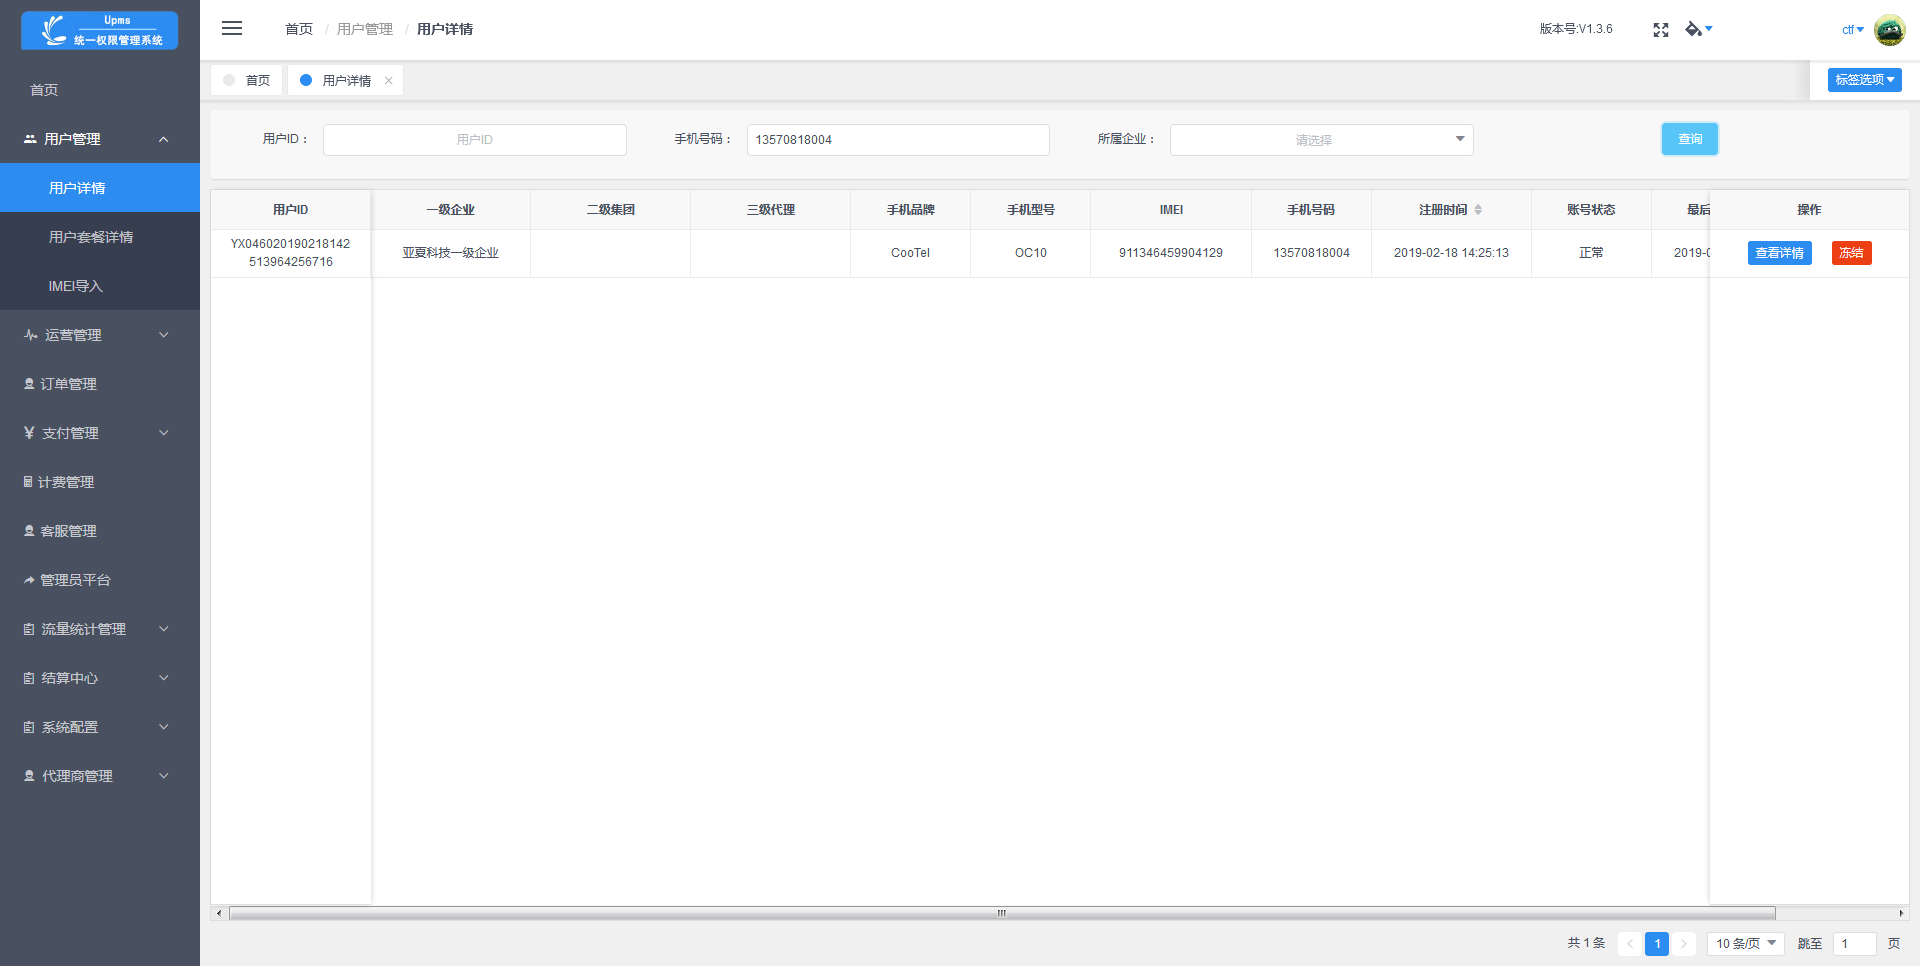 Upms
统一权限管理系统
首页 / 用户管理 / 用户详情
版本号:V1.3.6
ctf
首页
用户详情
标签选项
首页
用户管理
用户详情
用户套餐详情
IMEI导入
运营管理
订单管理
支付管理
计费管理
客服管理
管理员平台
流量统计管理
结算中心
系统配置
代理商管理
用户ID： 用户ID 手机号码： 13570818004 所属企业： 请选择 查询
用户ID 一级企业 二级集团 三级代理 手机品牌 手机型号 IMEI 手机号码 注册时间 账号状态 最后 操作
YX046020190218142
513964256716
亚夏科技一级企业 CooTel OC10 911346459904129 13570818004 2019-02-18 14:25:13 正常 2019-0 查看详情 冻结
共 1 条 1 10 条/页 跳至 1 页